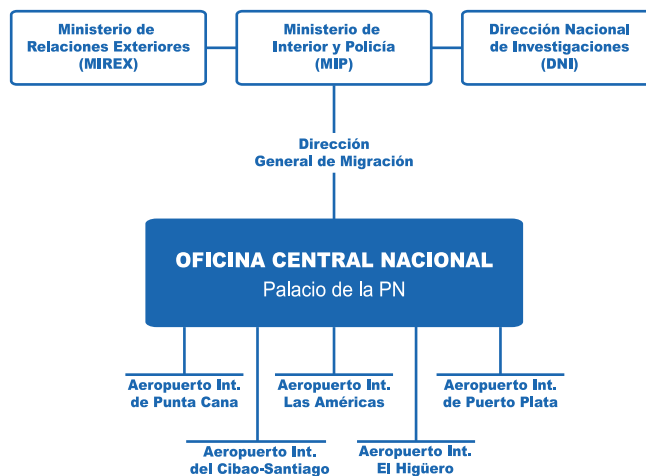 Ministerio de
Relaciones Exteriores
(MIREX)
Ministerio de
Interior y Policía
(MIP)
Dirección Nacional
de Investigaciones
(DNI)
Dirección
General de Migración
OFICINA CENTRAL NACIONAL
Palacio de la PN
Aeropuerto Int.
de Punta Cana
Aeropuerto Int.
Las Américas
Aeropuerto Int.
de Puerto Plata
Aeropuerto Int.
del Cibao-Santiago
Aeropuerto Int.
El Higüero